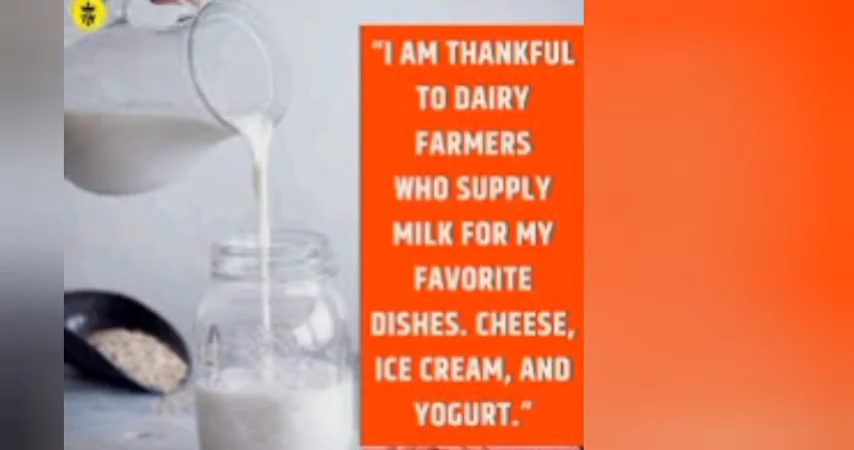 "I AM THANKFUL
TO DAIRY
FARMERS
WHO SUPPLY
MILK FOR MY
FAVORITE
DISHES. CHEESE,
ICE CREAM, AND
YOGURT."